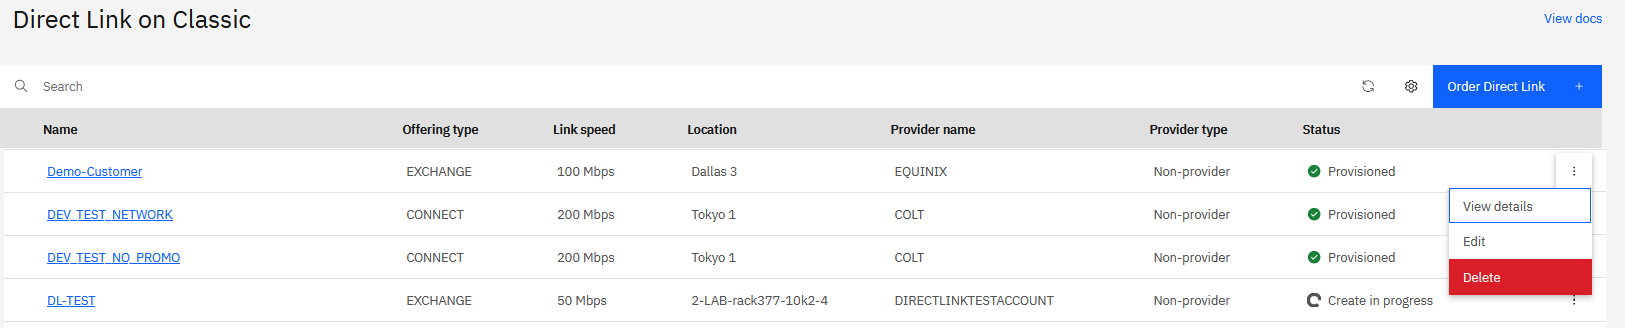 Direct Link on Classic
View docs
Search
Order Direct Link +
Name Offering type Link speed Location Provider name Provider type Status
Demo-Customer EXCHANGE 100 Mbps Dallas 3 EQUINIX Non-provider Provisioned
DEV_TEST_NETWORK CONNECT 200 Mbps Tokyo 1 COLT Non-provider Provisioned
View details
Edit
DEV_TEST_NO_PROMO CONNECT 200 Mbps Tokyo 1 COLT Non-provider Provisioned
Delete
DL-TEST EXCHANGE 50 Mbps 2-LAB-rack377-10k2-4 DIRECTLINKTESTACCOUNT Non-provider Create in progress